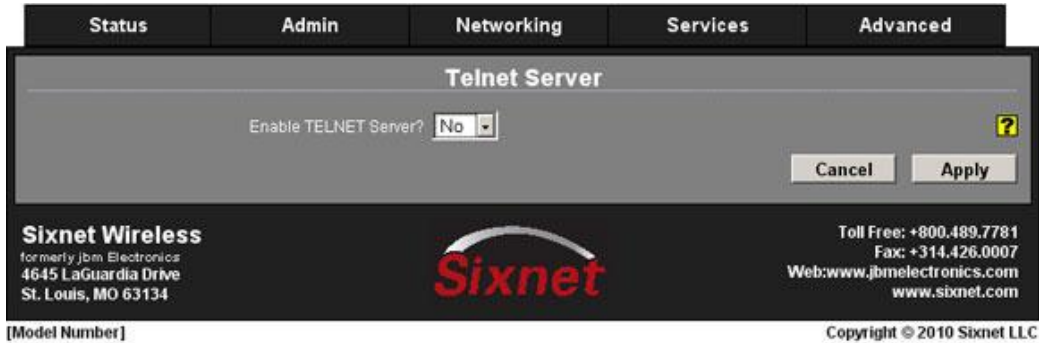 Status Admin Networking Services Advanced
Telnet Server
Enable TELNET Server? No
?
Cancel Apply
Sixnet Wireless
formerly jbm Electronics
4645 LaGuardia Drive
St. Louis, MO 63134
Sixnet
Toll Free: +800.489.7781
Fax: +314.426.0007
Web:www.jbmelectronics.com
www.sixnet.com
[Model Number]
Copyright © 2010 Sixnet LLC